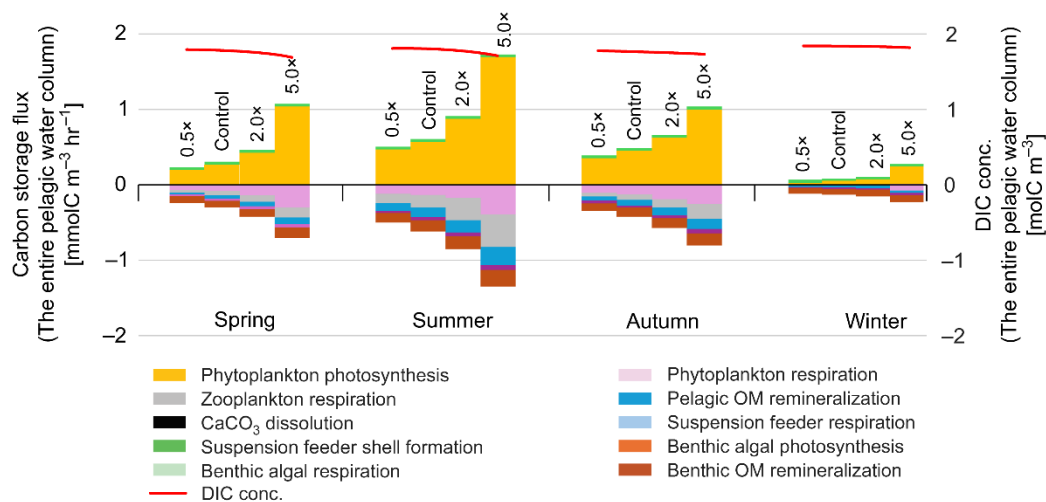 Carbon storage flux
(The entire pelagic water column)
[mmolC m⁻³ hr⁻¹]
2
1
0
−1
−2
0.5×
Control
2.0×
5.0×
Spring
0.5×
Control
2.0×
5.0×
Summer
0.5×
Control
2.0×
5.0×
Autumn
0.5×
Control
2.0×
5.0×
Winter
2
1
0
−1
−2
DIC conc.
(The entire pelagic water column)
[molC m⁻³]
Phytoplankton photosynthesis
Zooplankton respiration
CaCO₃ dissolution
Suspension feeder shell formation
Benthic algal respiration
DIC conc.
Phytoplankton respiration
Pelagic OM remineralization
Suspension feeder respiration
Benthic algal photosynthesis
Benthic OM remineralization